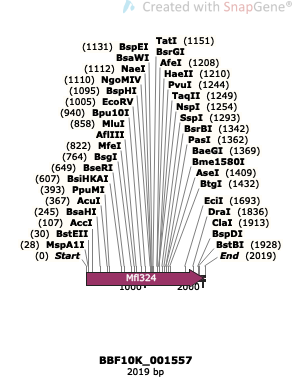 Created with SnapGene®
TatI (1151)
(1131) BspEI
BsrGI
BsaWI
AfeI (1208)
(1112) NaeI
HaeII (1210)
(1110) NgoMIV
PvuI (1244)
(1095) BspHI
TaqII (1249)
(1005) EcoRV
NspI (1254)
(940) Bpu10I
SspI (1293)
(858) MluI
BsrBI (1342)
AflIII
PasI (1362)
(822) MfeI
BaeGI (1369)
(764) BsgI
Bme1580I
(649) BseRI
AseI (1409)
(607) BsiHKAI
BtgI (1432)
(393) PpuMI
(367) AcuI
EciI (1693)
(245) BsaHI
DraI (1836)
(107) AccI
ClaI (1913)
(30) BstEII
BspDI
(28) MspA1I
BstBI (1928)
(0) Start
End (2019)
Mfl324
1000
2000
BBF10K_001557
2019 bp